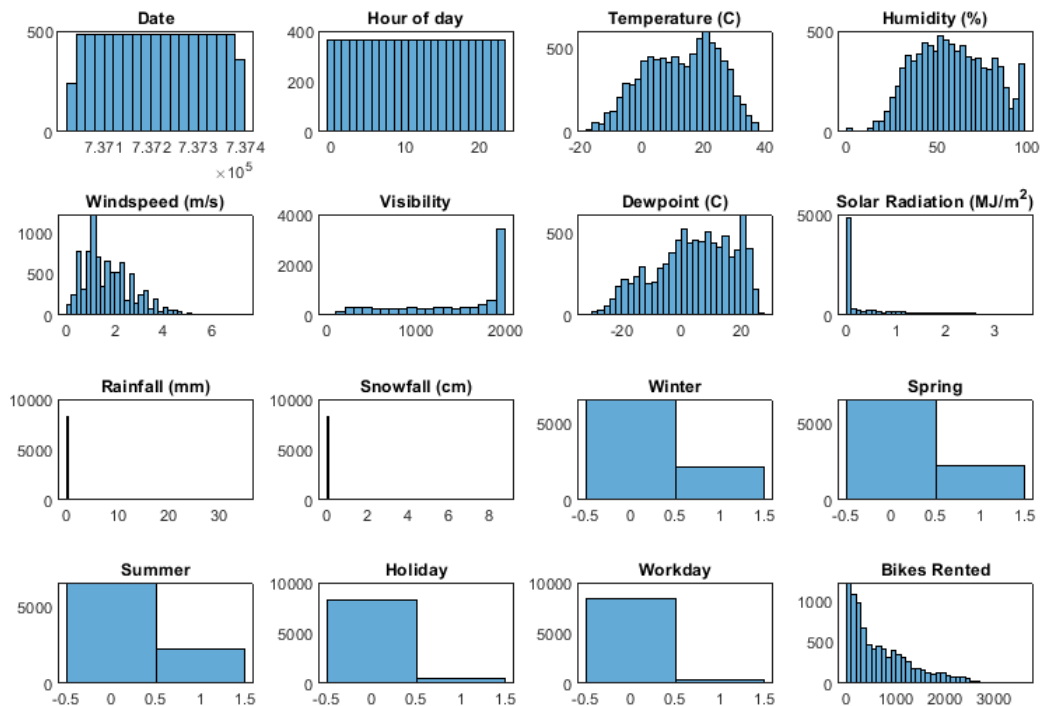 Date Hour of day Temperature (C) Humidity (%)
500 400 500 500
200
0 0 0 0
7.371 7.372 7.373 7.374 0 10 20 -20 0 20 40 0 50 100
×10⁵
Windspeed (m/s) Visibility Dewpoint (C) Solar Radiation (MJ/m²)
1000 4000 500 5000
500 2000
0 0 0 0
0 2 4 6 0 1000 2000 -20 0 20 0 1 2 3
Rainfall (mm) Snowfall (cm) Winter Spring
10000 10000
5000 5000 5000 5000
0 0 0 0
0 10 20 30 0 2 4 6 8 -0.5 0 0.5 1 1.5 -0.5 0 0.5 1 1.5
Summer Holiday Workday Bikes Rented
5000 10000 10000 1000
5000 5000 500
0 0 0 0
-0.5 0 0.5 1 1.5 -0.5 0 0.5 1 1.5 -0.5 0 0.5 1 1.5 0 1000 2000 3000